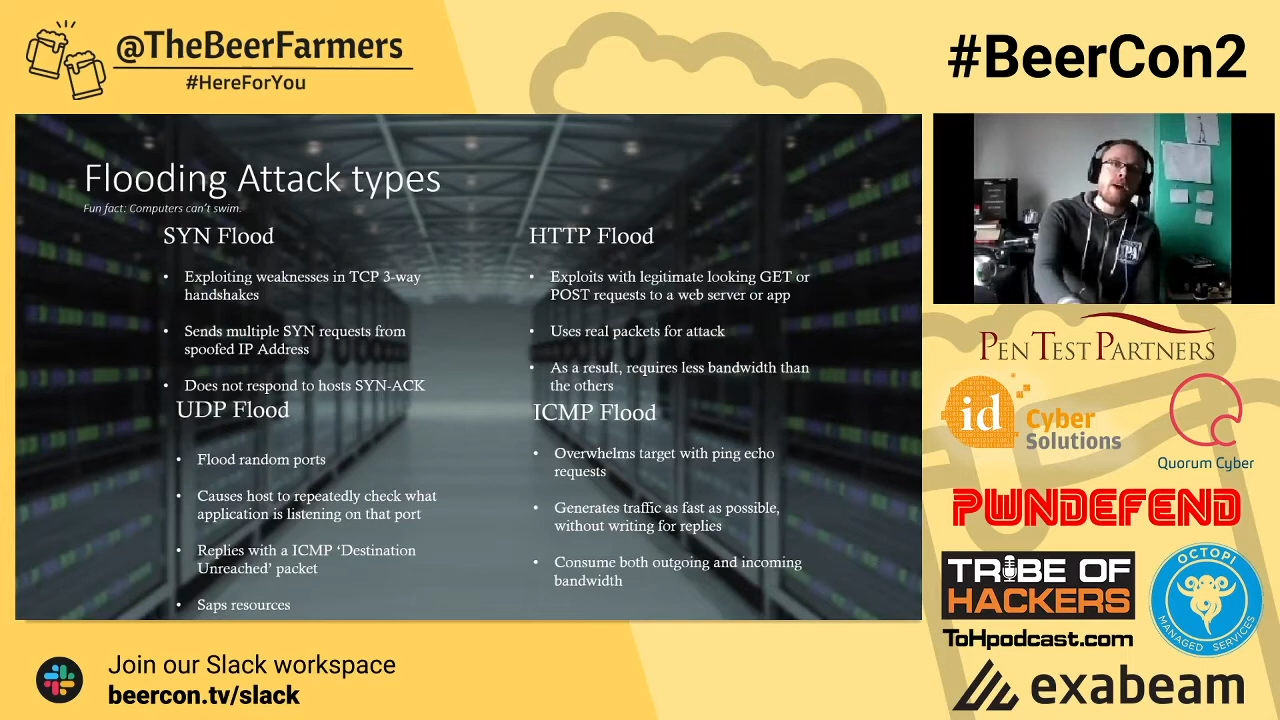 @TheBeerFarmers
#HereForYou
#BeerCon2
Flooding Attack types
Fun fact: Computers can't swim.
SYN Flood
• Exploiting weaknesses in TCP 3-way
handshakes
• Sends multiple SYN requests from
spoofed IP Address
• Does not respond to hosts SYN-ACK
HTTP Flood
• Exploits with legitimate looking GET or
POST requests to a web server or app
• Uses real packets for attack
• As a result, requires less bandwidth than
the others
UDP Flood
• Flood random ports
• Causes host to repeatedly check what
application is listening on that port
• Replies with a ICMP ‘Destination
Unreached’ packet
• Saps resources
ICMP Flood
• Overwhelms target with ping echo
requests
• Generates traffic as fast as possible,
without writing for replies
• Consume both outgoing and incoming
bandwidth
PEN TEST PARTNERS
id Cyber
Solutions
Quorum Cyber
PWNDEFEND
TRIBE OF
HACKERS
ToHpodcast.com
OCTOPI
MANAGED SERVICES
exabeam
Join our Slack workspace
beercon.tv/slack